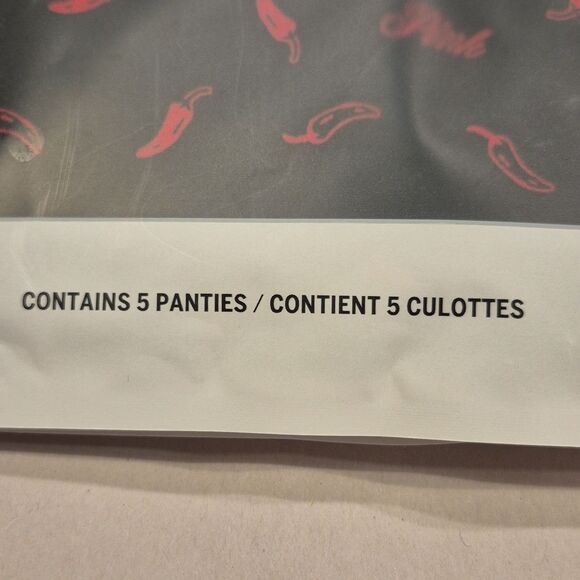 Pink
CONTAINS 5 PANTIES / CONTIENT 5 CULOTTES